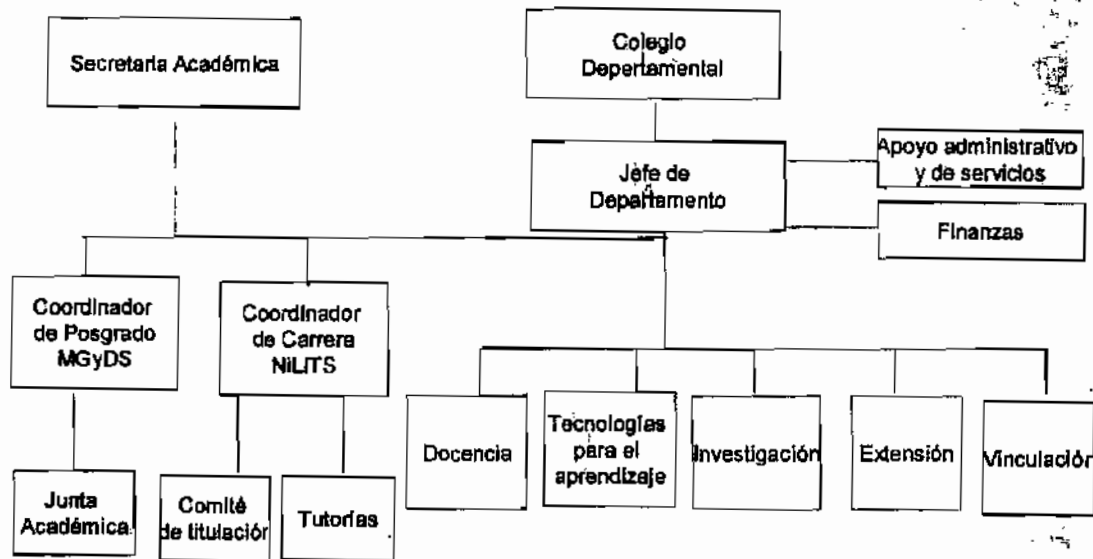 Secretaria Académica
Colegio
Depertamental
Jefe de
Departamento
Apoyo administrativo
y de servicios
Finanzas
Coordinador
de Posgrado
MGyDS
Coordinador
de Carrera
NiLITS
Docencia
Tecnologías
para el
aprendizaje
Investigación
Extensión
Vinculación
Junta
Académica
Comité
de titulación
Tutorías